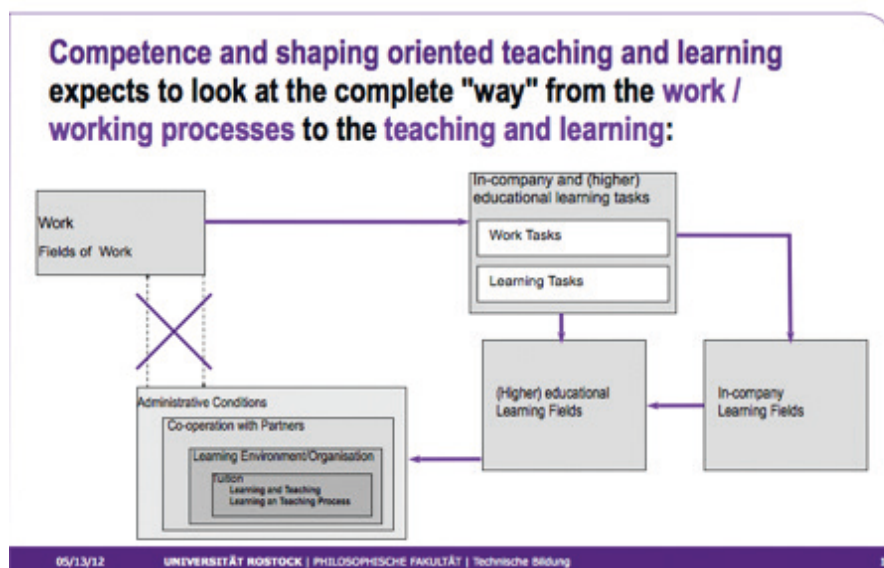 Competence and shaping oriented teaching and learning
expects to look at the complete "way" from the work /
working processes to the teaching and learning:
Work
Fields of Work
In-company and (higher)
educational learning tasks
Work Tasks
Learning Tasks
(Higher) educational
Learning Fields
In-company
Learning Fields
Administrative Conditions
Co-operation with Partners
Learning Environment/Organisation
Tuition
Learning and Teaching
Learning an Teaching Process
05/13/12 UNIVERSITÄT ROSTOCK | PHILOSOPHISCHE FAKULTÄT | Technische Bildung